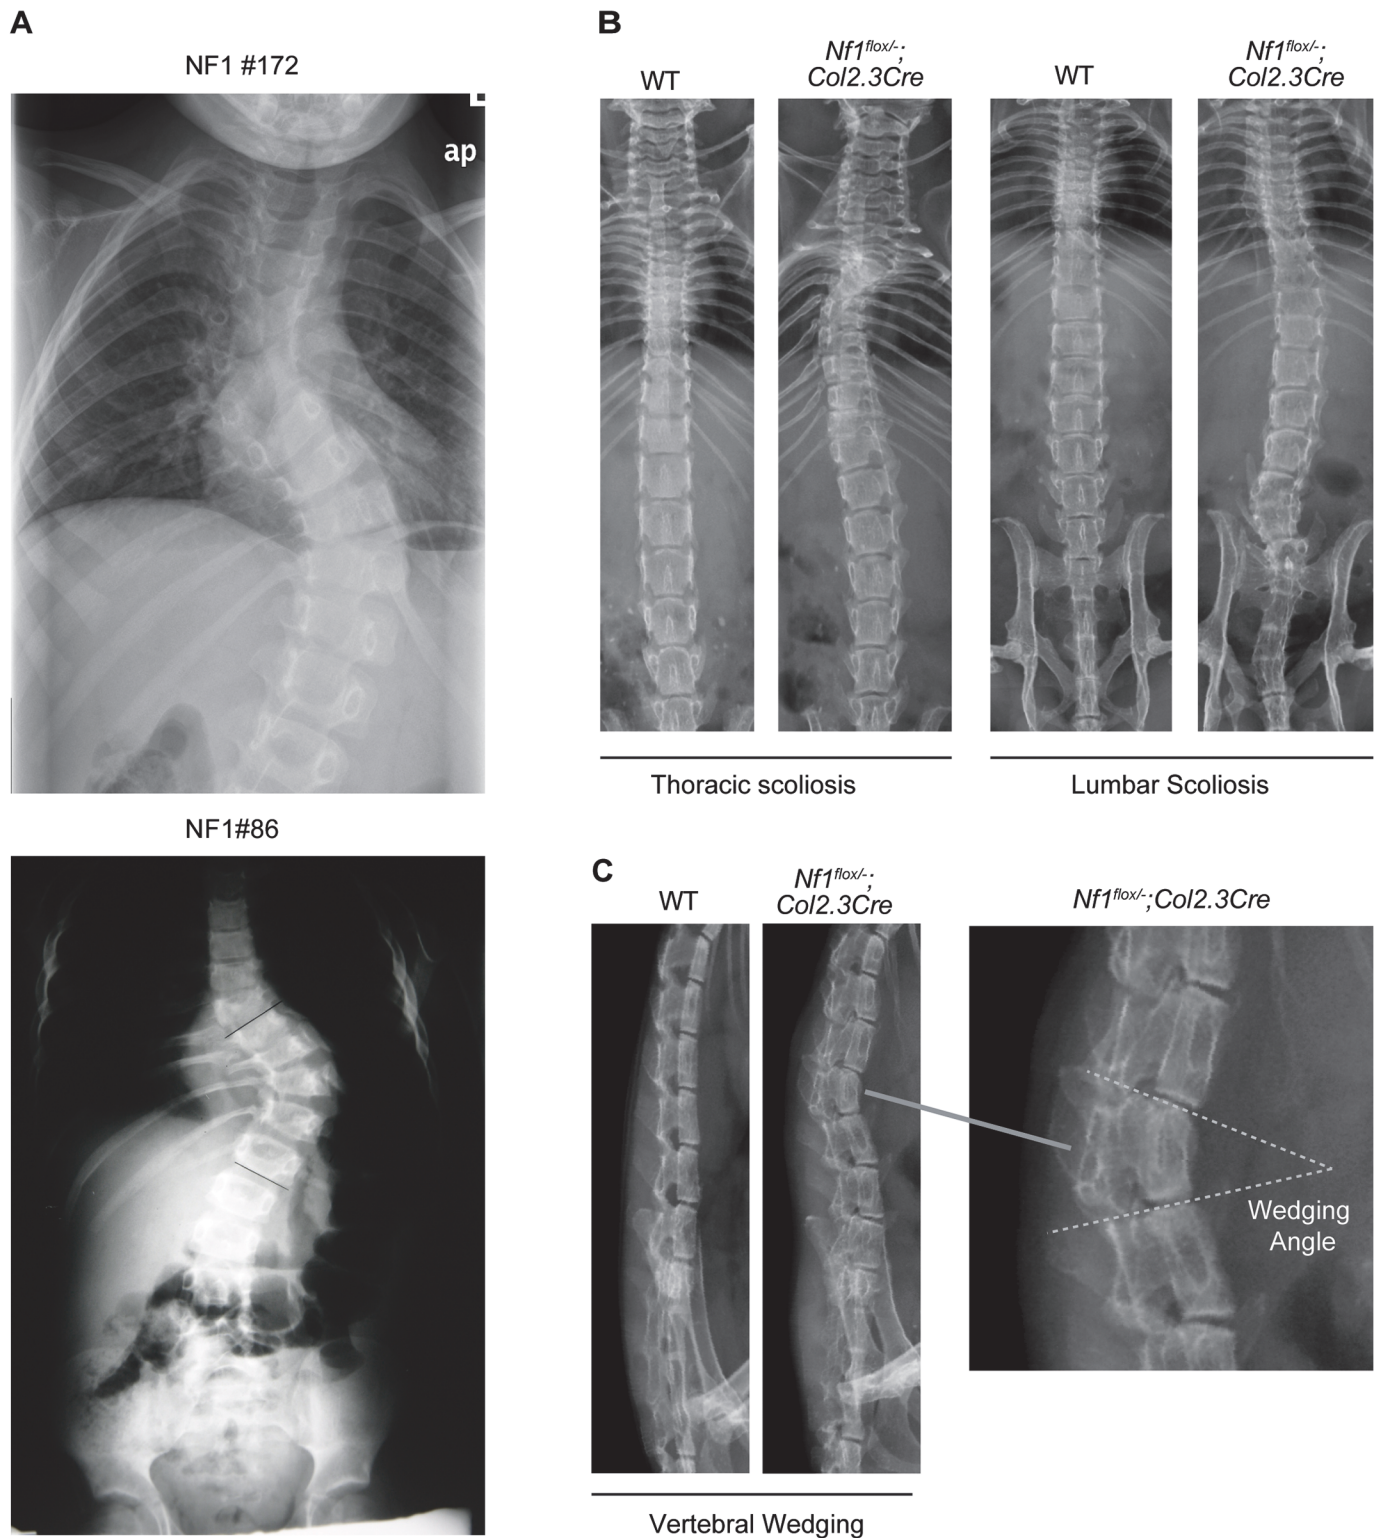 A
NF1 #172
ap
NF1#86
B
WT
Nf1flox/-;
Col2.3Cre
WT
Nf1flox/-;
Col2.3Cre
Thoracic scoliosis
Lumbar Scoliosis
C
WT
Nf1flox/-;
Col2.3Cre
Nf1flox/-;Col2.3Cre
Wedging
Angle
Vertebral Wedging